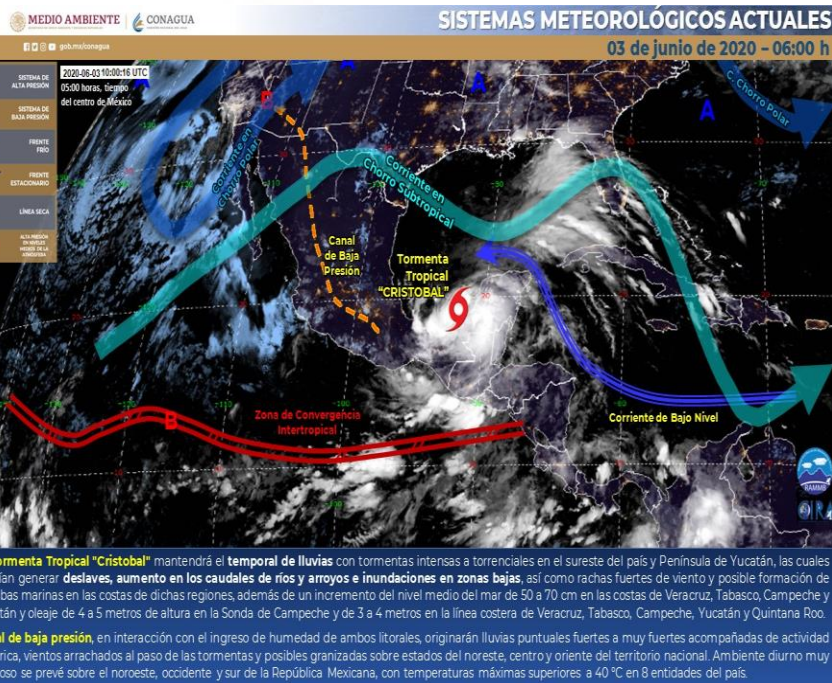 MEDIO AMBIENTE
CONAGUA
SISTEMAS METEOROLÓGICOS ACTUALES
gob.mx/conagua
03 de junio de 2020 – 06:00 h
SISTEMA DE
ALTA PRESIÓN
SISTEMA DE
BAJA PRESIÓN
FRENTE
FRÍO
FRENTE
ESTACIONARIO
LÍNEA SECA
ALTA PRESIÓN
EN NIVELES
MEDIOS DE LA
ATMÓSFERA
2020-06-03 10:00:16 UTC
05:00 horas, tiempo
del centro de México
A
A
A
A
B
C. Chorro Polar
Corriente en
Chorro Polar
Corriente en
Chorro Subtropical
Canal
de Baja
Presión
Tormenta
Tropical
"CRISTOBAL"
Zona de Convergencia
Intertropical
B
Corriente de Bajo Nivel
RAMMB
CIRA
ormenta Tropical "Cristobal" mantendrá el temporal de lluvias con tormentas intensas a torrenciales en el sureste del país y Península de Yucatán, las cuales
ían generar deslaves, aumento en los caudales de ríos y arroyos e inundaciones en zonas bajas, así como rachas fuertes de viento y posible formación de
bas marinas en las costas de dichas regiones, además de un incremento del nivel medio del mar de 50 a 70 cm en las costas de Veracruz, Tabasco, Campeche y
tán y oleaje de 4 a 5 metros de altura en la Sonda de Campeche y de 3 a 4 metros en la línea costera de Veracruz, Tabasco, Campeche, Yucatán y Quintana Roo.
al de baja presión, en interacción con el ingreso de humedad de ambos litorales, originarán lluvias puntuales fuertes a muy fuertes acompañadas de actividad
rica, vientos arrachados al paso de las tormentas y posibles granizadas sobre estados del noreste, centro y oriente del territorio nacional. Ambiente diurno muy
oso se prevé sobre el noroeste, occidente y sur de la República Mexicana, con temperaturas máximas superiores a 40 °C en 8 entidades del país.